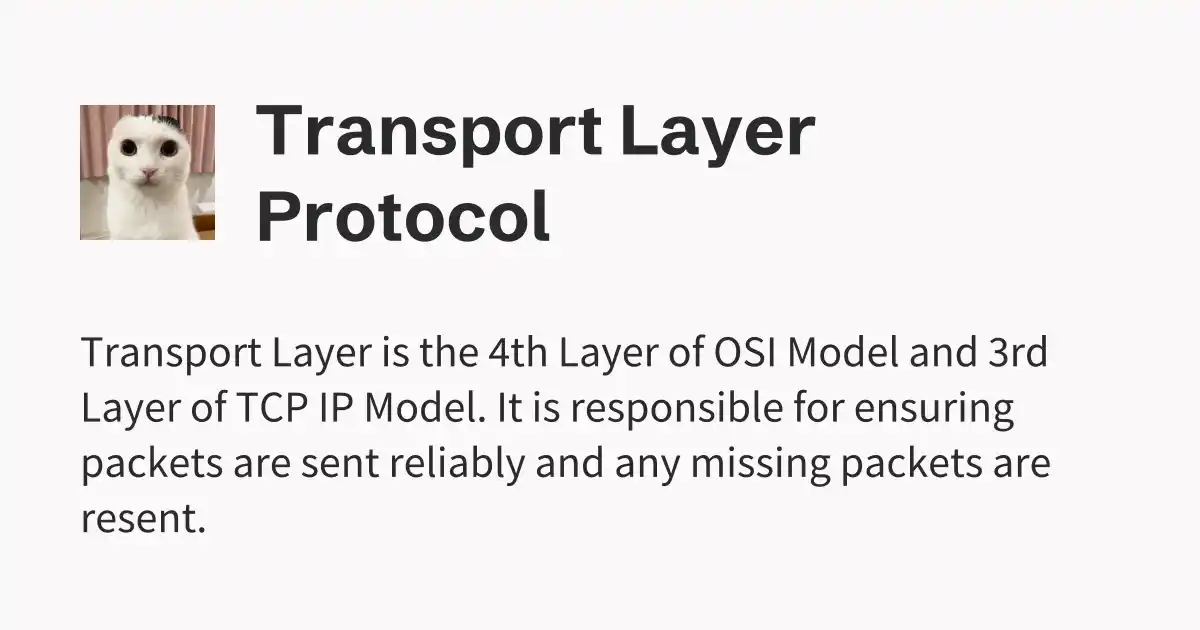 Transport Layer
Protocol
Transport Layer is the 4th Layer of OSI Model and 3rd
Layer of TCP IP Model. It is responsible for ensuring
packets are sent reliably and any missing packets are
resent.